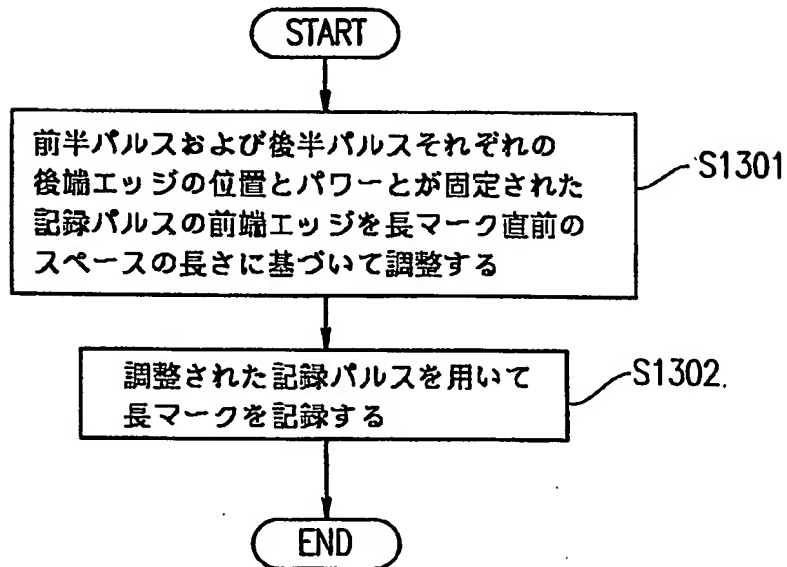 START
前半パルスおよび後半パルスそれぞれの
後端エッジの位置とパワーとが固定された
記録パルスの前端エッジを長マーク直前の
スペースの長さに基づいて調整する
S1301
調整された記録パルスを用いて
長マークを記録する
S1302.
END